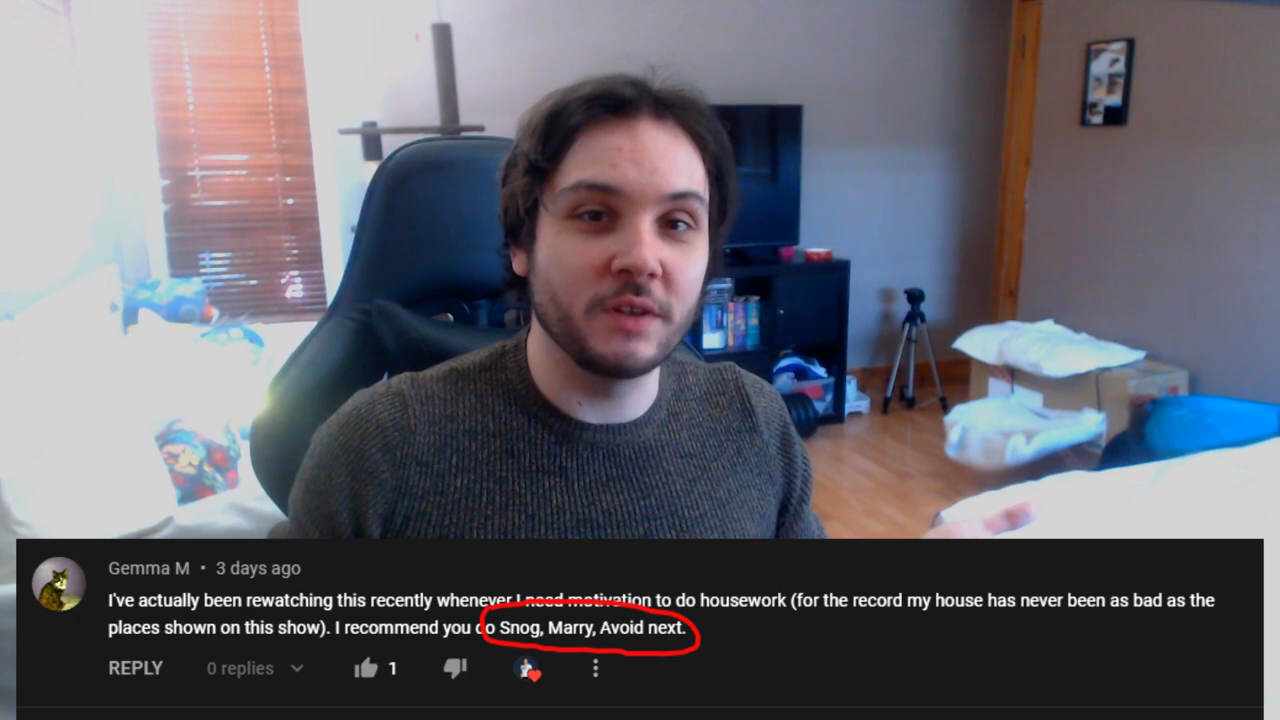 Gemma M • 3 days ago
I've actually been rewatching this recently whenever I need motivation to do housework (for the record my house has never been as bad as the
places shown on this show). I recommend you do Snog, Marry, Avoid next.
REPLY 0 replies 1